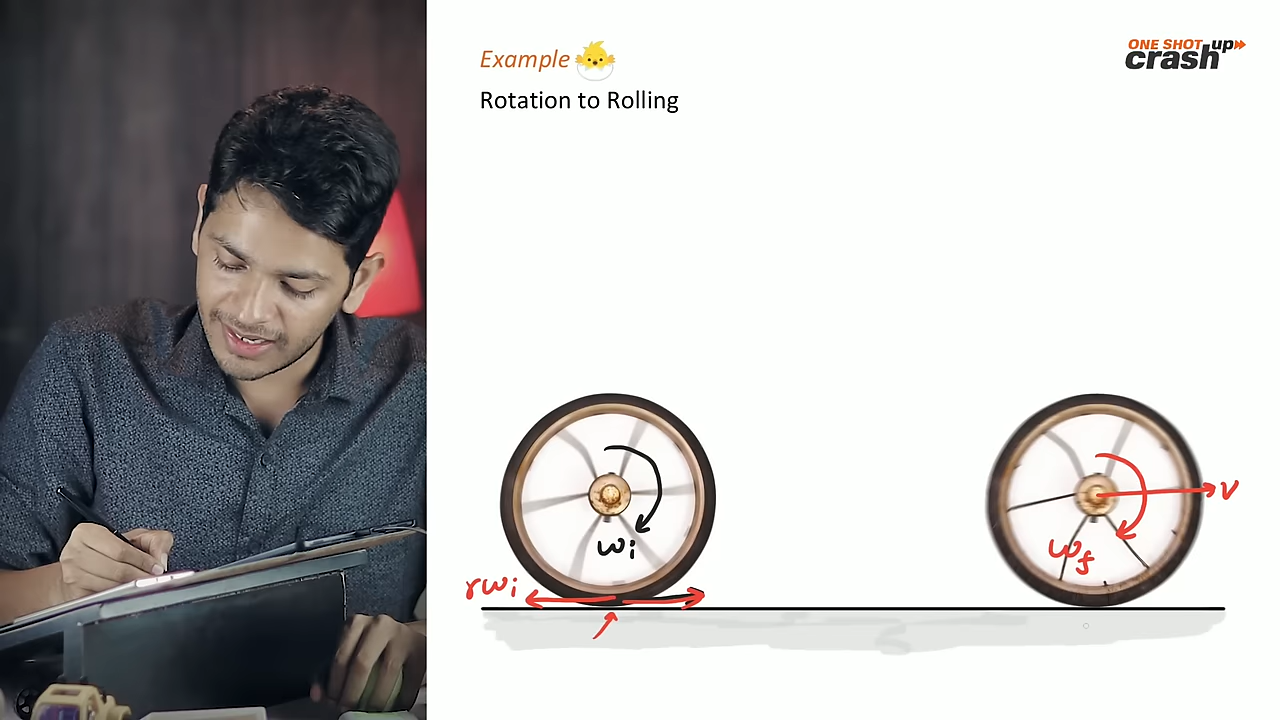 Example
Rotation to Rolling
ONE SHOT
crash up
ωi
rωi
v
ωf